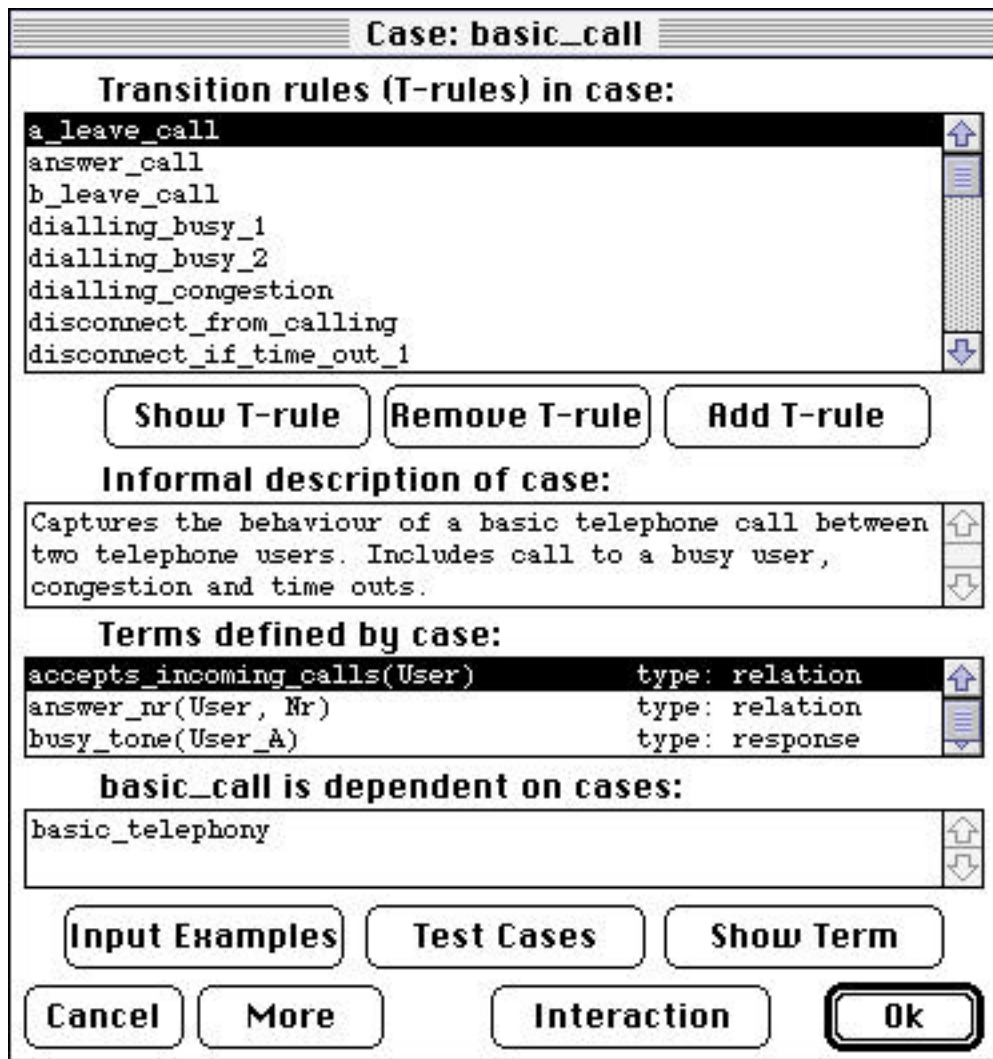 Case: basic_call
Transition rules (T-rules) in case:
a_leave_call
answer_call
b_leave_call
dialling_busy_1
dialling_busy_2
dialling_congestion
disconnect_from_calling
disconnect_if_time_out_1
Show T-rule Remove T-rule Add T-rule
Informal description of case:
Captures the behaviour of a basic telephone call between
two telephone users. Includes call to a busy user,
congestion and time outs.
Terms defined by case:
accepts_incoming_calls(User) type: relation
answer_nr(User, Nr) type: relation
busy_tone(User_A) type: response
basic_call is dependent on cases:
basic_telephony
Input Examples Test Cases Show Term
Cancel More Interaction Ok